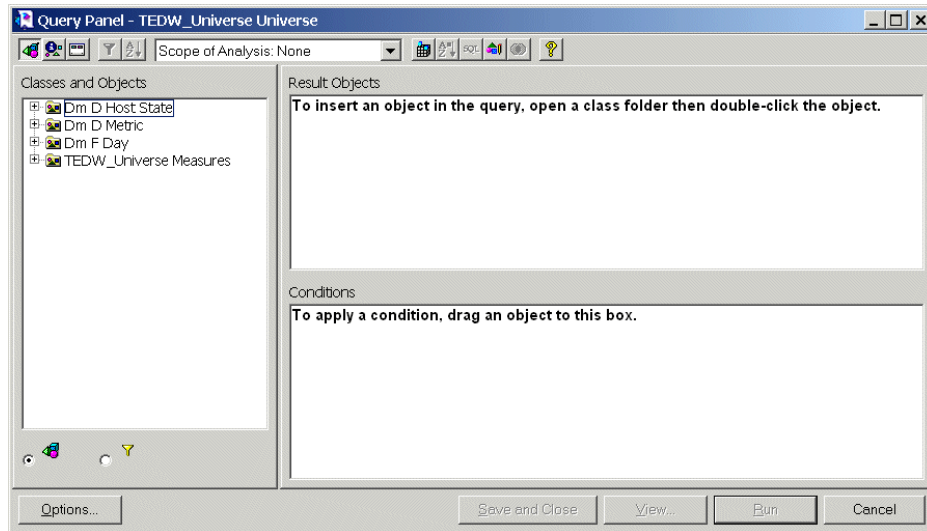 Query Panel - TEDW_Universe Universe
Scope of Analysis: None
SQL
Classes and Objects
Dm D Host State
Dm D Metric
Dm F Day
TEDW_Universe Measures
Result Objects
To insert an object in the query, open a class folder then double-click the object.
Conditions
To apply a condition, drag an object to this box.
Options...
Save and Close
View...
Run
Cancel